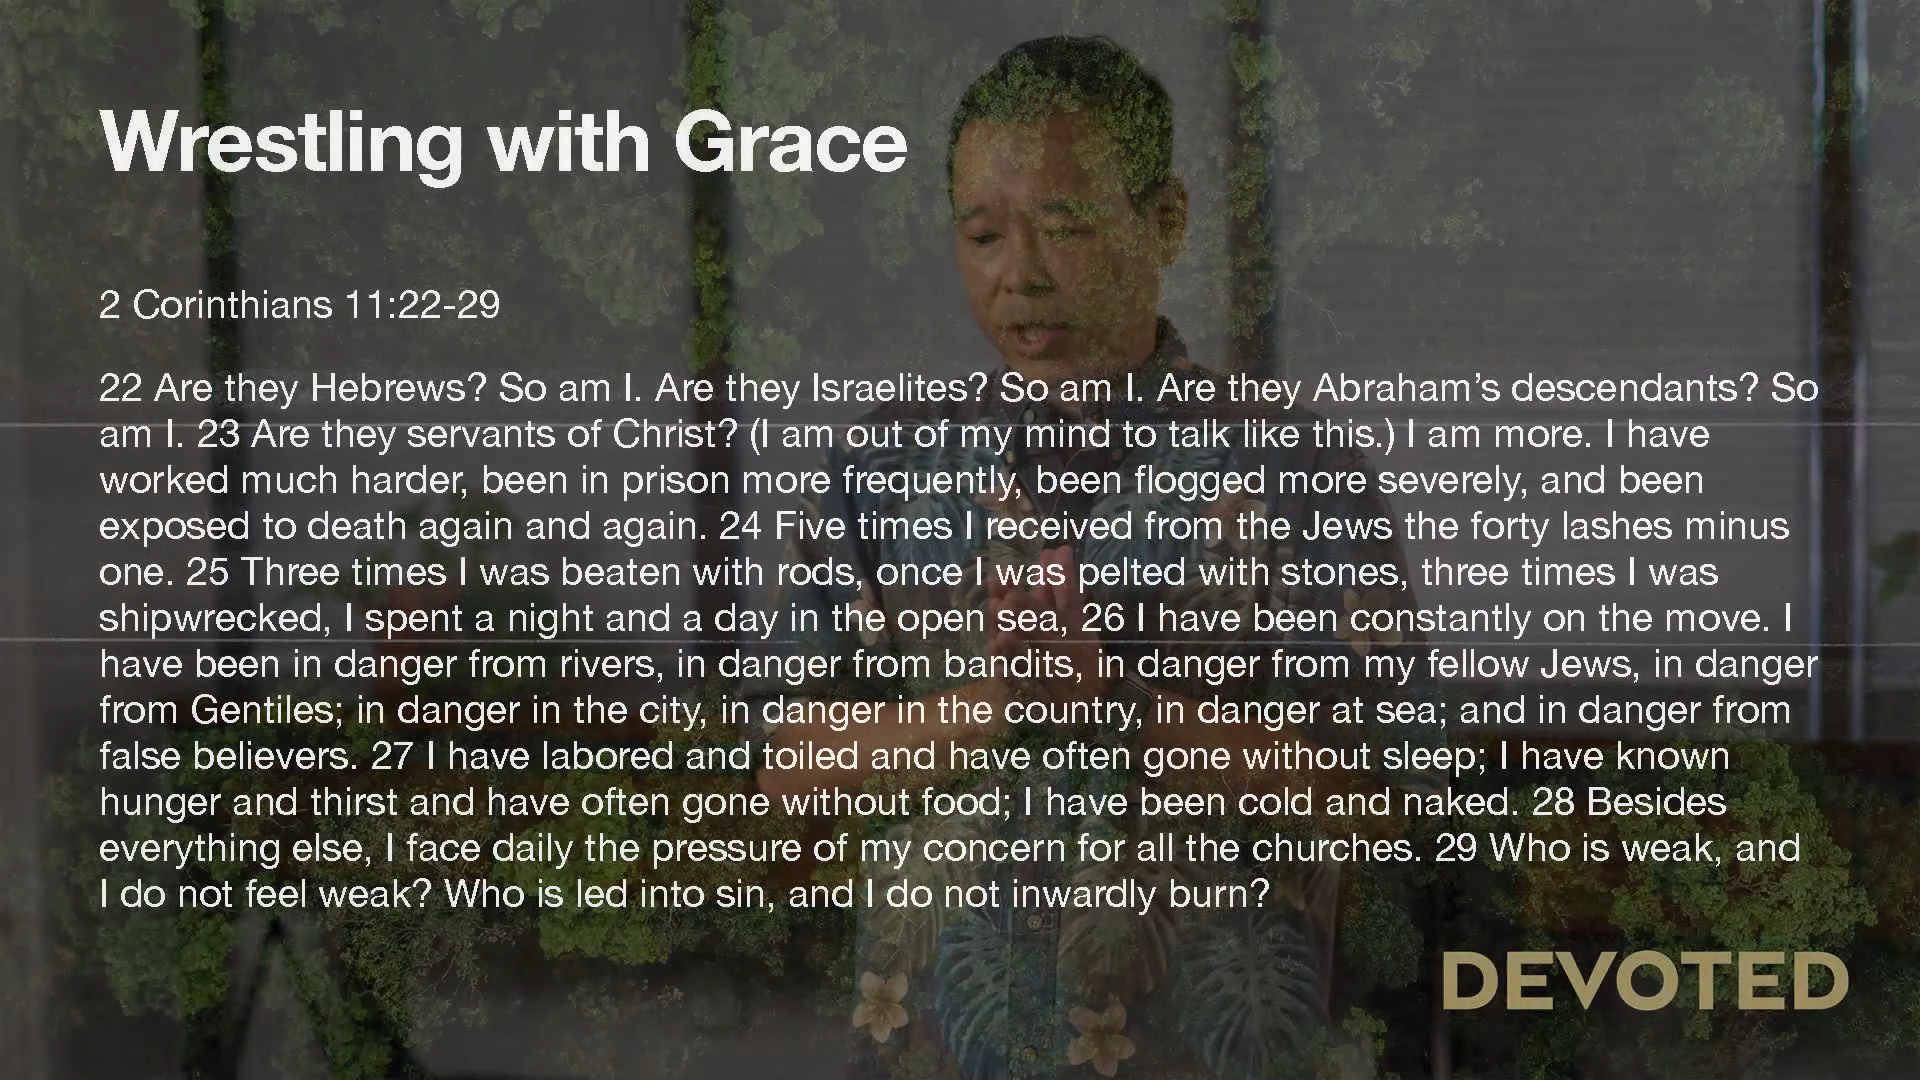 Wrestling with Grace
2 Corinthians 11:22-29
22 Are they Hebrews? So am I. Are they Israelites? So am I. Are they Abraham’s descendants? So
am I. 23 Are they servants of Christ? (I am out of my mind to talk like this.) I am more. I have
worked much harder, been in prison more frequently, been flogged more severely, and been
exposed to death again and again. 24 Five times I received from the Jews the forty lashes minus
one. 25 Three times I was beaten with rods, once I was pelted with stones, three times I was
shipwrecked, I spent a night and a day in the open sea, 26 I have been constantly on the move. I
have been in danger from rivers, in danger from bandits, in danger from my fellow Jews, in danger
from Gentiles; in danger in the city, in danger in the country, in danger at sea; and in danger from
false believers. 27 I have labored and toiled and have often gone without sleep; I have known
hunger and thirst and have often gone without food; I have been cold and naked. 28 Besides
everything else, I face daily the pressure of my concern for all the churches. 29 Who is weak, and
I do not feel weak? Who is led into sin, and I do not inwardly burn?
DEVOTED